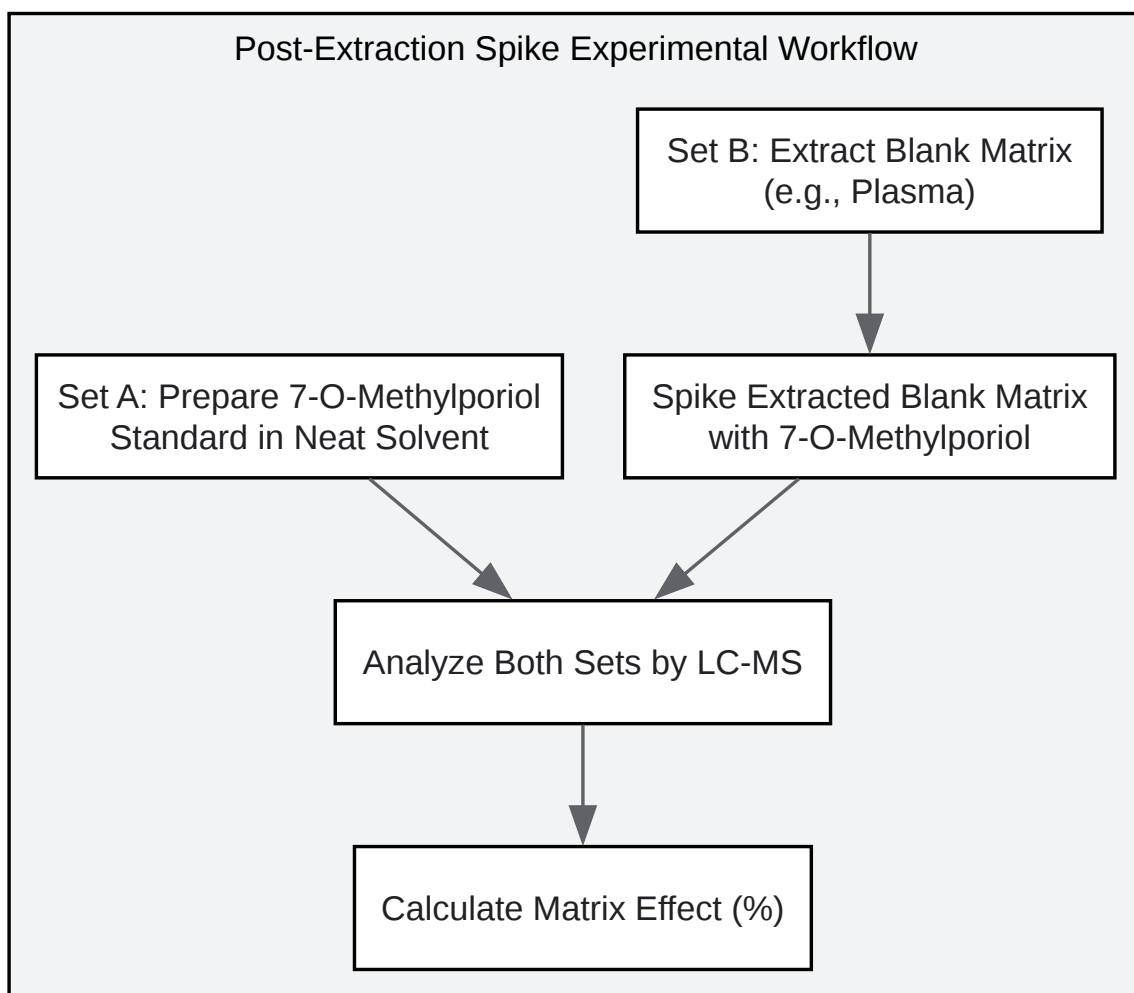 Post-Extraction Spike Experimental Workflow
Set B: Extract Blank Matrix
(e.g., Plasma)
Set A: Prepare 7-O-Methylporiol
Standard in Neat Solvent
Spike Extracted Blank Matrix
with 7-O-Methylporiol
Analyze Both Sets by LC-MS
Calculate Matrix Effect (%)